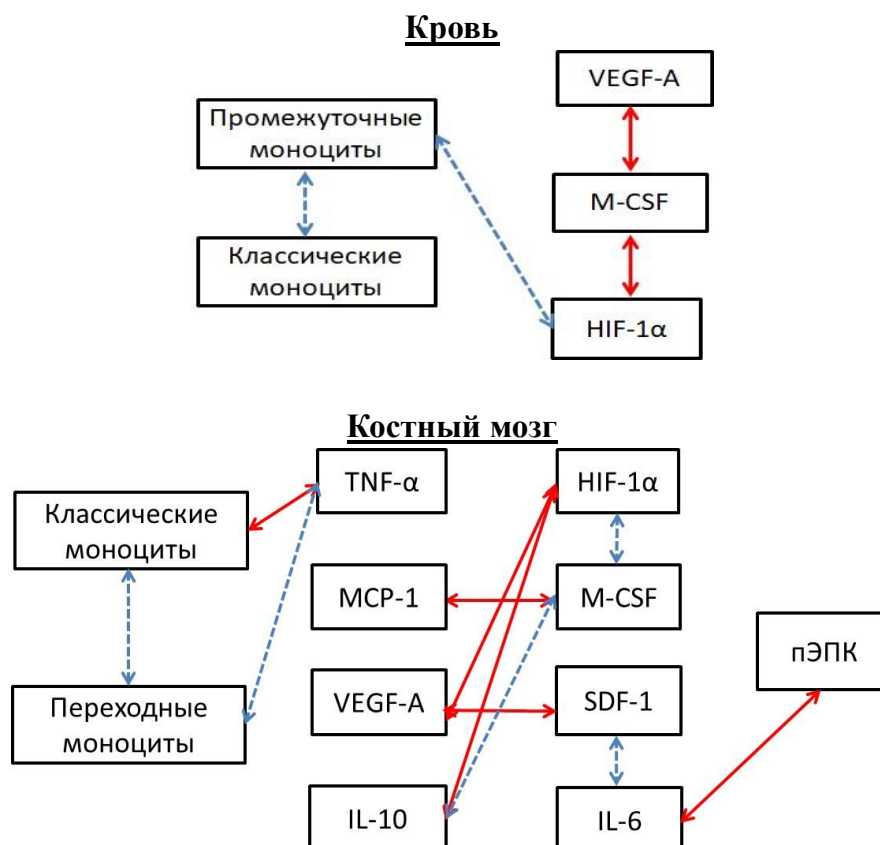 Кровь
VEGF-A
Промежуточные
моноциты
M-CSF
Классические
моноциты
HIF-1α
Костный мозг
TNF-α
HIF-1α
Классические
моноциты
MCP-1
M-CSF
пЭПК
VEGF-A
SDF-1
Переходные
моноциты
IL-10
IL-6